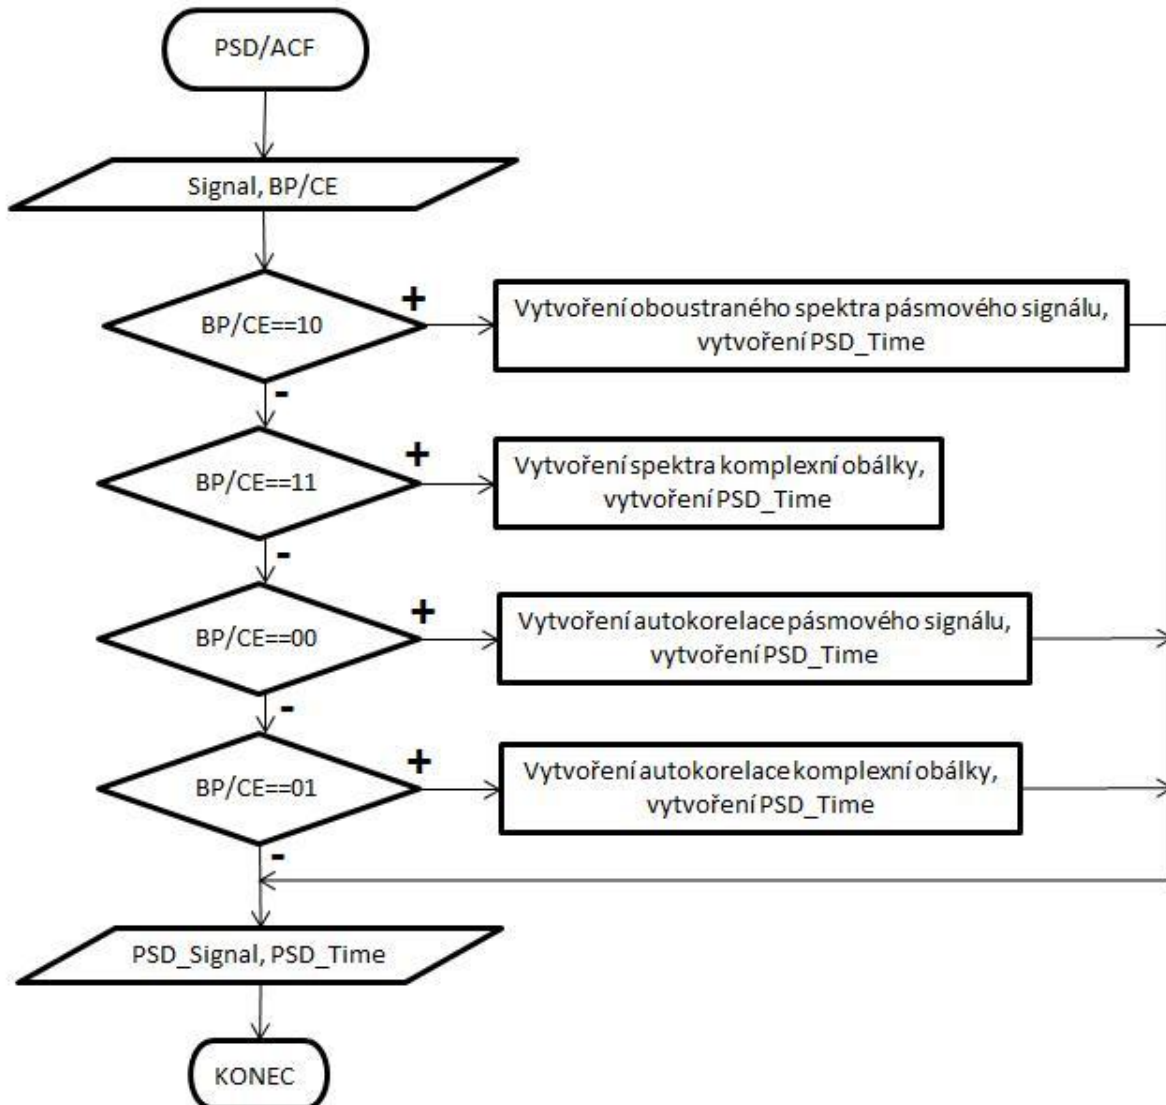 PSD/ACF
Signal, BP/CE
BP/CE==10
+
Vytvoření oboustraného spektra pásmového signálu,
vytvoření PSD_Time
-
BP/CE==11
+
Vytvoření spektra komplexní obálky,
vytvoření PSD_Time
-
BP/CE==00
+
Vytvoření autokorelace pásmového signálu,
vytvoření PSD_Time
-
BP/CE==01
+
Vytvoření autokorelace komplexní obálky,
vytvoření PSD_Time
-
PSD_Signal, PSD_Time
KONEC